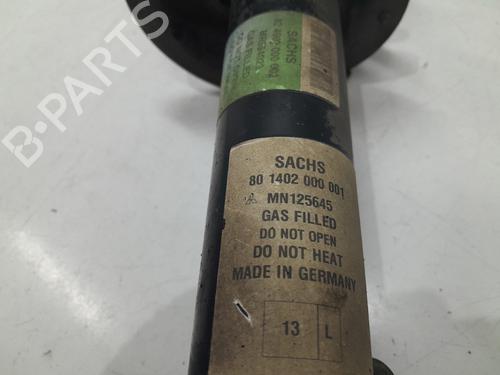 SACHS
SACHS
80 1402 000 001
MN125645
GAS FILLED
DO NOT OPEN
DO NOT HEAT
MADE IN GERMANY
13 L
B-PARTS